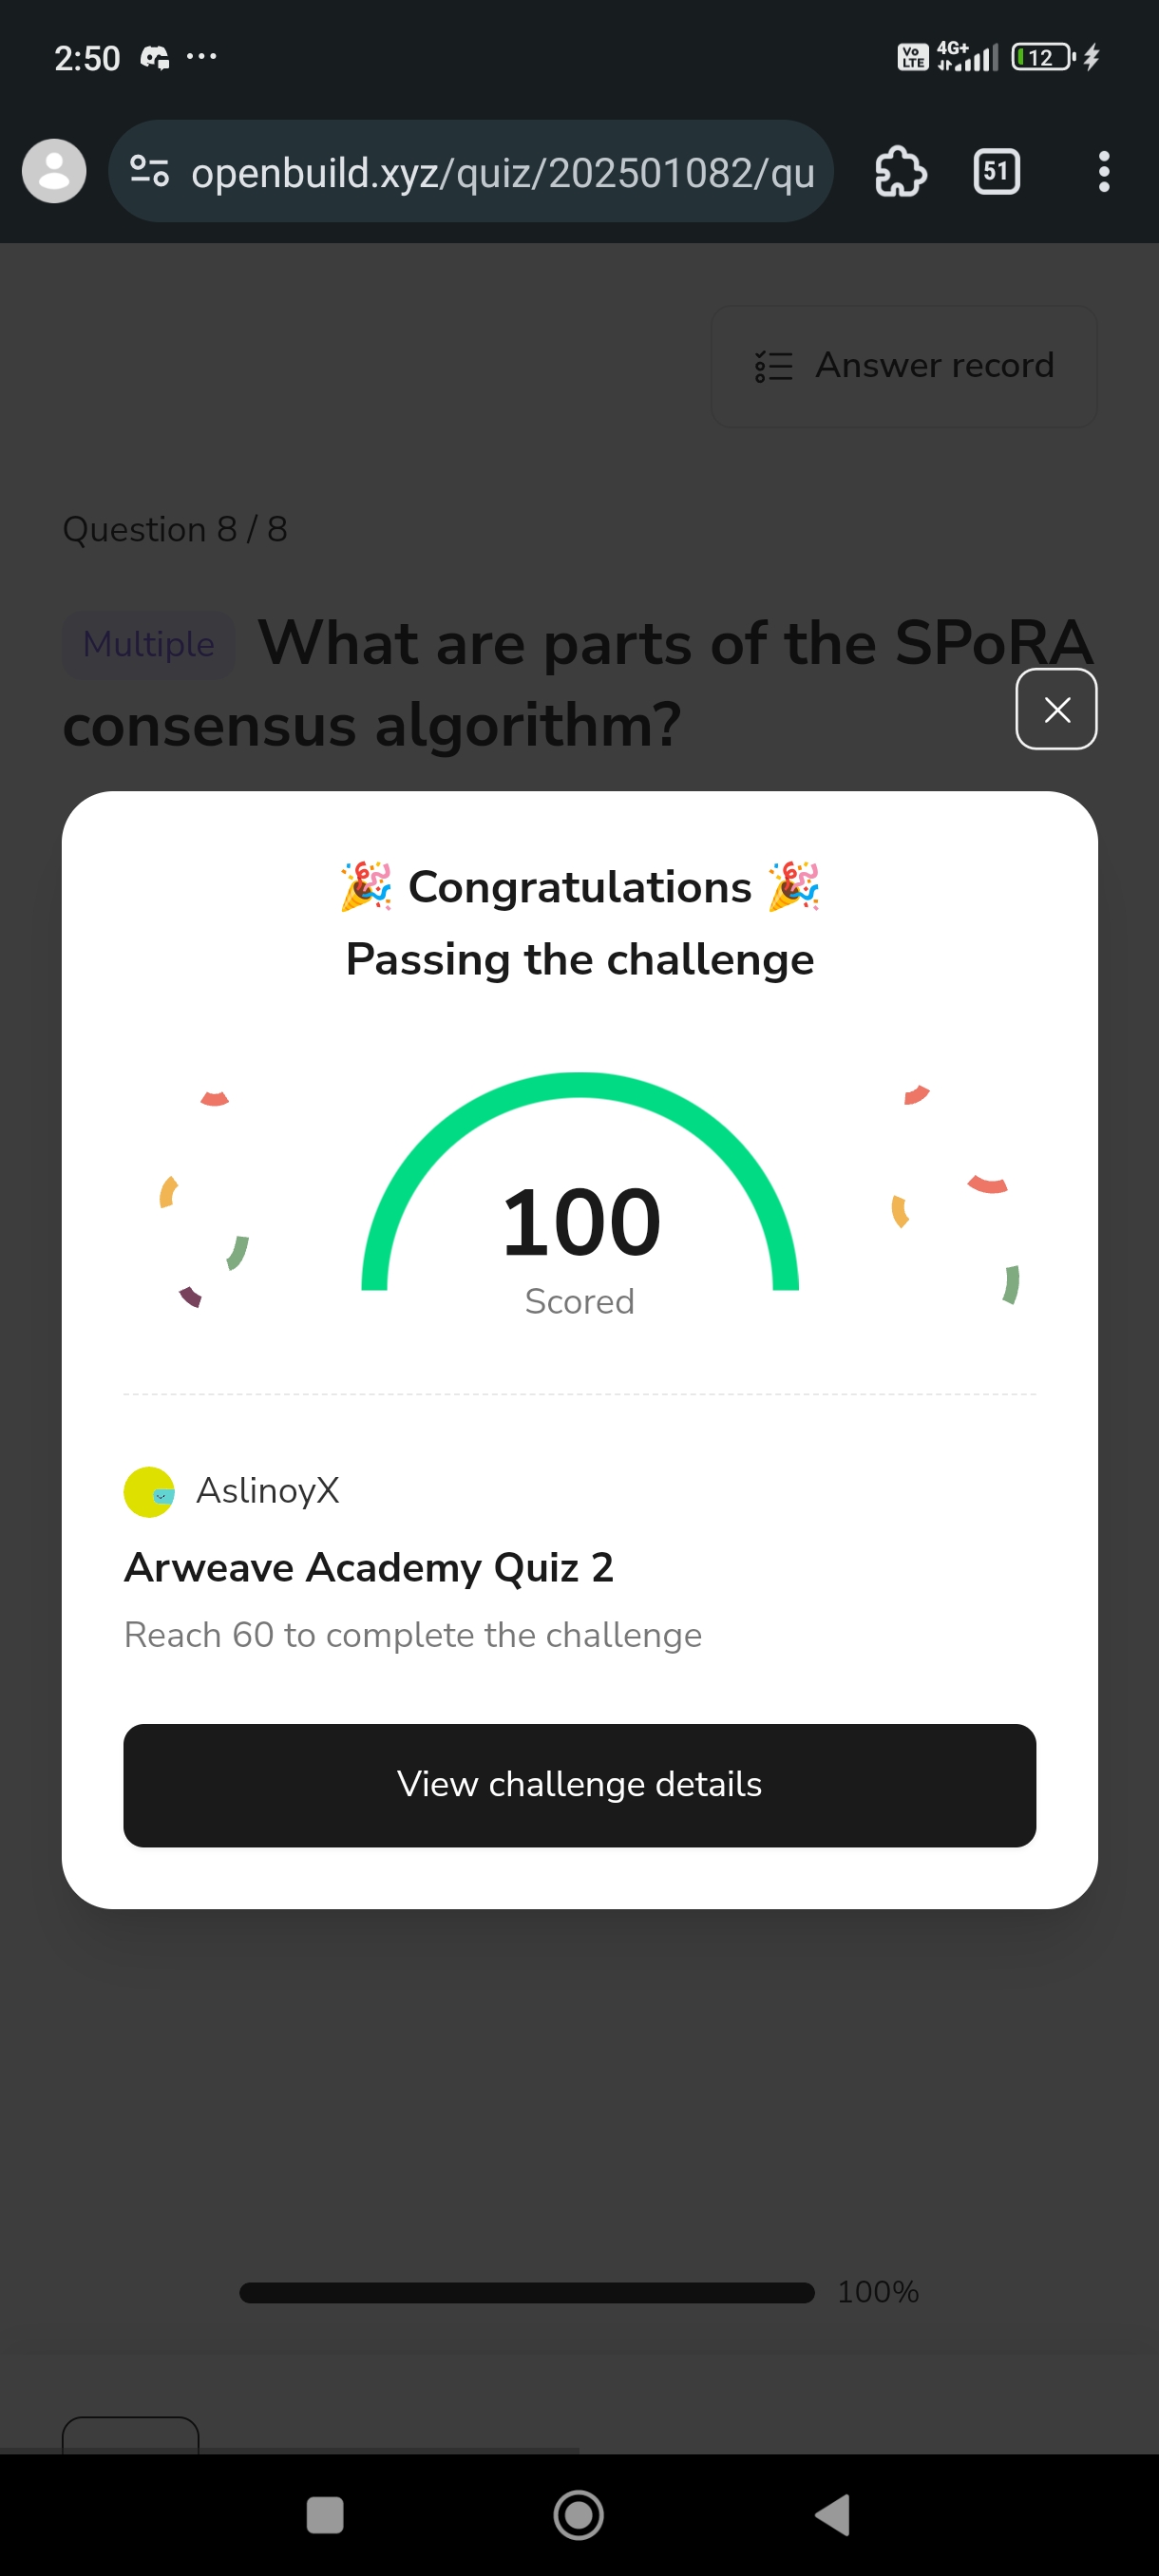 2:50
Vo LTE 4G+ 12
openbuild.xyz/quiz/202501082/qu
51
Answer record
Question 8 / 8
Multiple What are parts of the SPoRA
consensus algorithm?
🎉 Congratulations 🎉
Passing the challenge
100
Scored
AslinoyX
Arweave Academy Quiz 2
Reach 60 to complete the challenge
View challenge details
100%